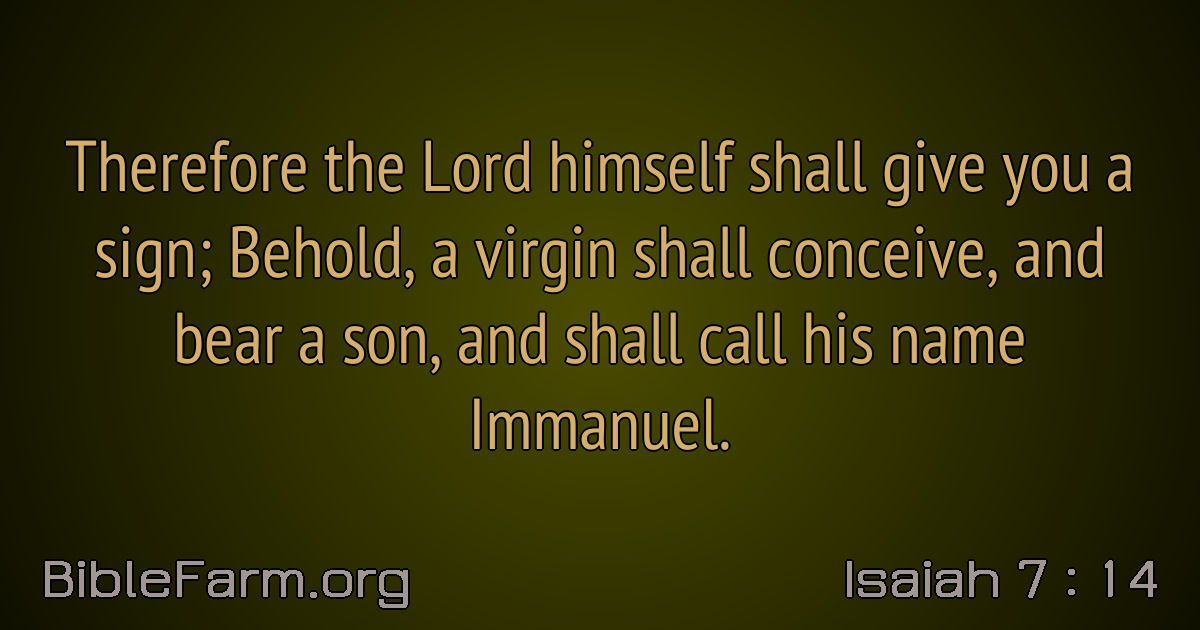 Therefore the Lord himself shall give you a
sign; Behold, a virgin shall conceive, and
bear a son, and shall call his name
Immanuel.
BibleFarm.org
Isaiah 7 : 14